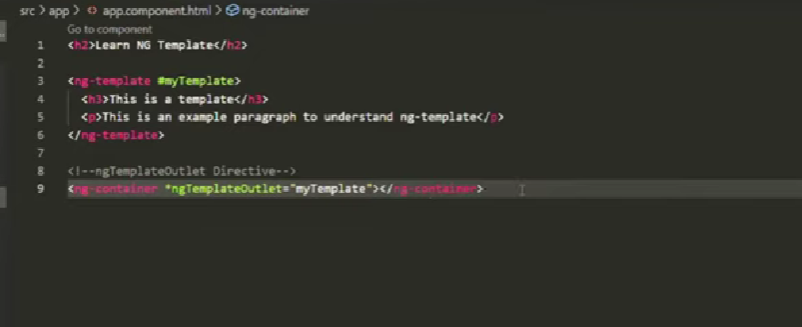 src > app > app.component.html > ng-container
Go to component
1 <h2>Learn NG Template</h2>
2
3 <ng-template #myTemplate>
4 <h3>This is a template</h3>
5 <p>This is an example paragraph to understand ng-template</p>
6 </ng-template>
7
8 <!--ngTemplateOutlet Directive-->
9 <ng-container *ngTemplateOutlet="myTemplate"></ng-container>